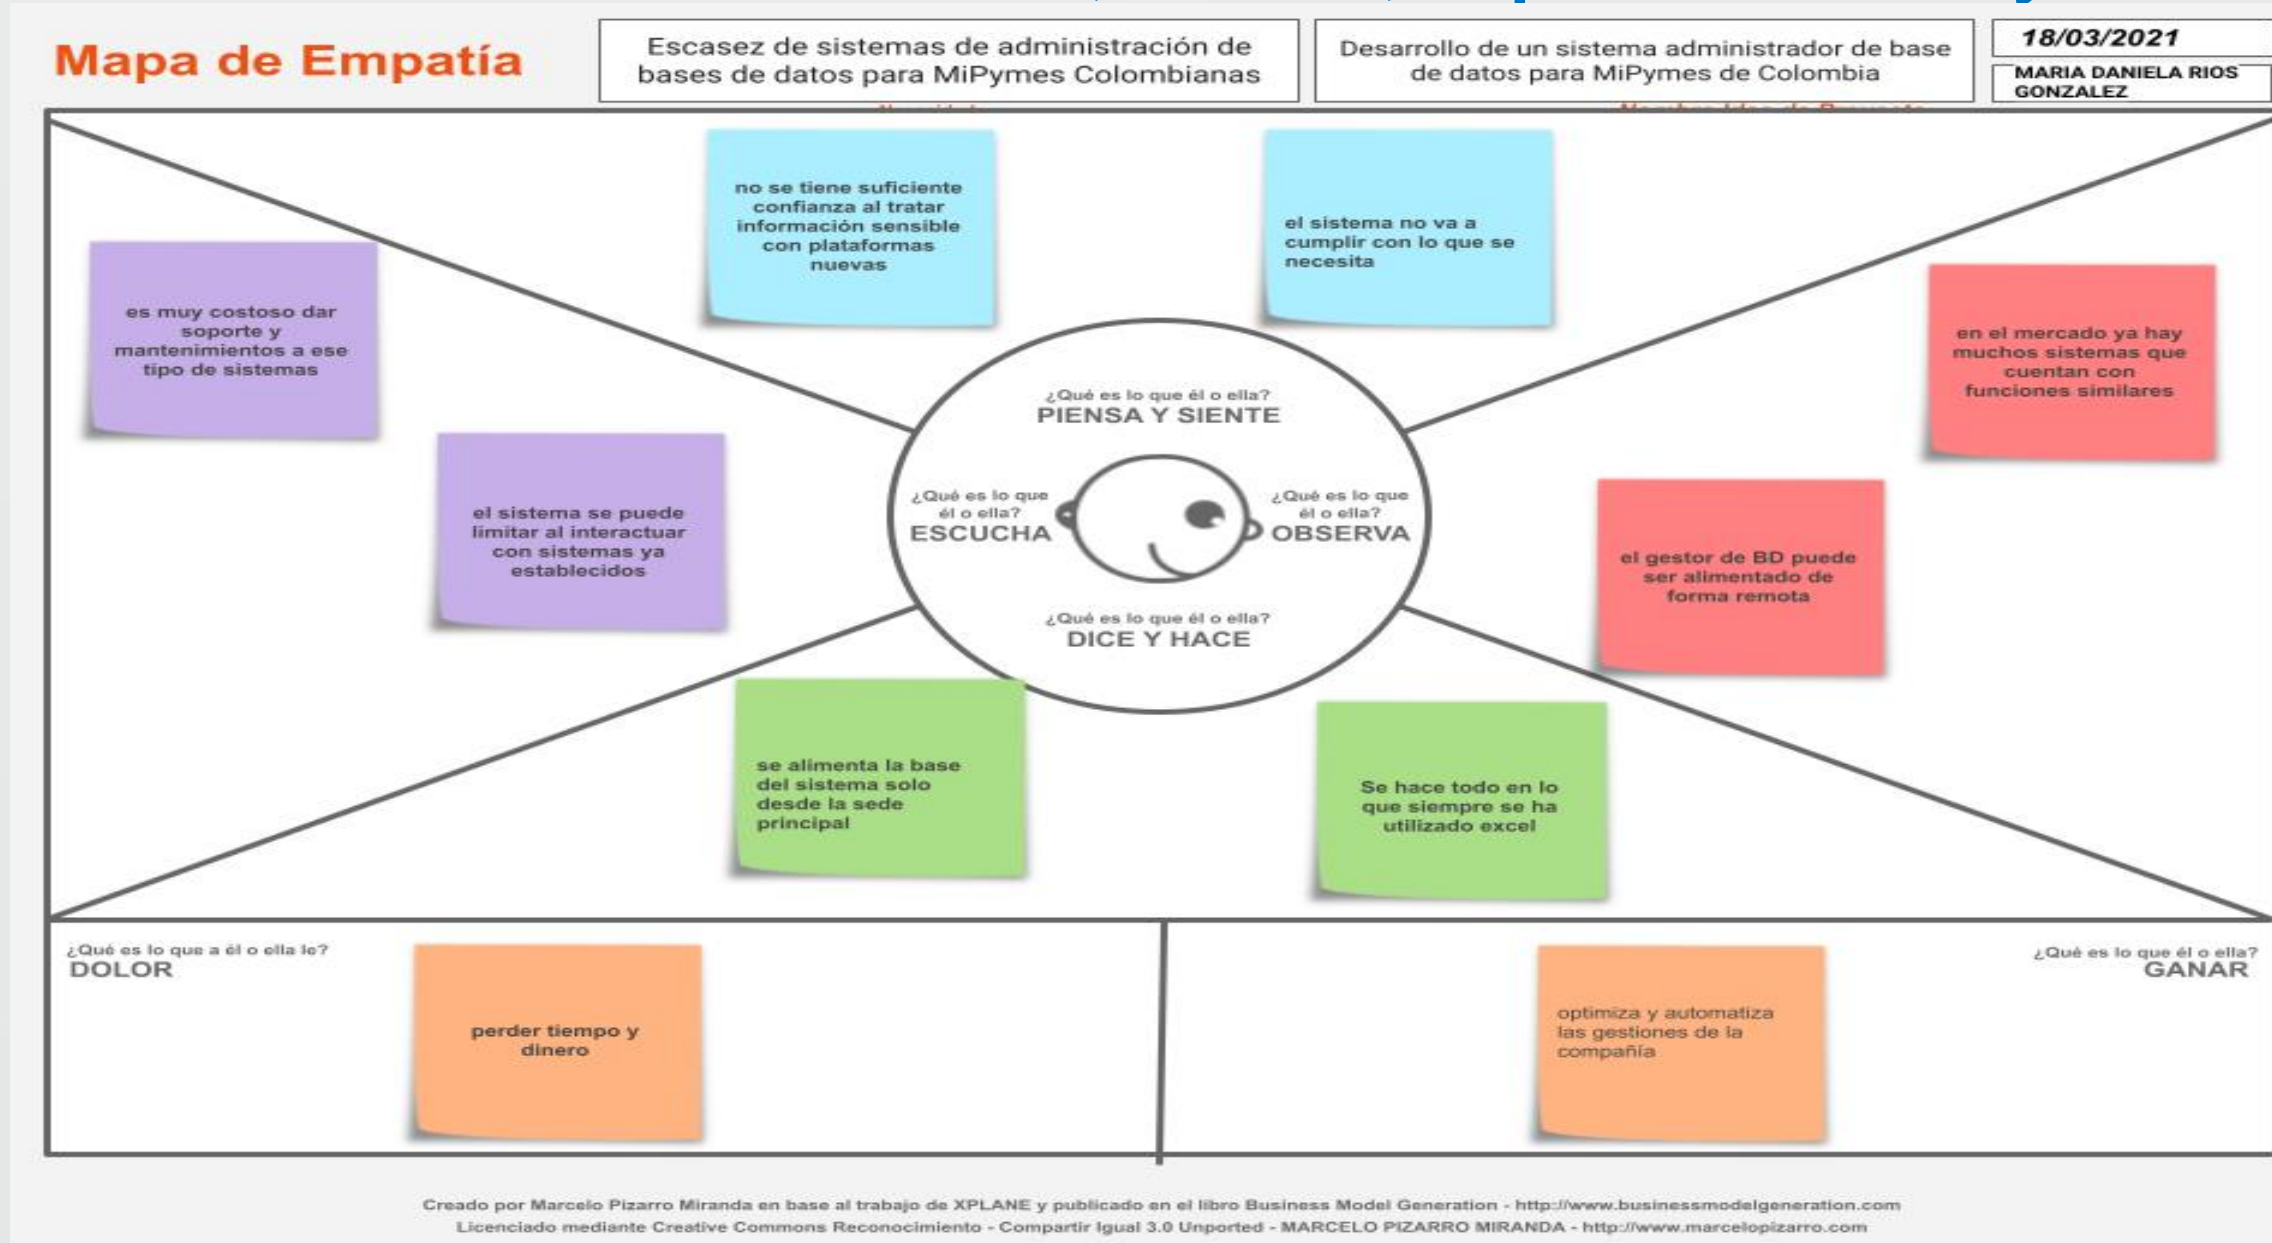 Mapa de Empatía
Escasez de sistemas de administración de
bases de datos para MiPymes Colombianas
Desarrollo de un sistema administrador de base
de datos para MiPymes de Colombia
18/03/2021
MARIA DANIELA RIOS
GONZALEZ
no se tiene suficiente
confianza al tratar
información sensible
con plataformas
nuevas
el sistema no va a
cumplir con lo que se
necesita
es muy costoso dar
soporte y
mantenimientos a ese
tipo de sistemas
el sistema se puede
limitar al interactuar
con sistemas ya
establecidos
en el mercado ya hay
muchos sistemas que
cuentan con
funciones similares
el gestor de BD puede
ser alimentado de
forma remota
¿Qué es lo que él o ella?
PIENSA Y SIENTE
¿Qué es lo que
él o ella?
ESCUCHA
¿Qué es lo que
él o ella?
OBSERVA
¿Qué es lo que él o ella?
DICE Y HACE
se alimenta la base
del sistema solo
desde la sede
principal
Se hace todo en lo
que siempre se ha
utilizado excel
¿Qué es lo que a él o ella le?
DOLOR
perder tiempo y
dinero
optimiza y automatiza
las gestiones de la
compañía
¿Qué es lo que él o ella?
GANAR
Creado por Marcelo Pizarro Miranda en base al trabajo de XPLANE y publicado en el libro Business Model Generation - http://www.businessmodelgeneration.com
Licenciado mediante Creative Commons Reconocimiento - Compartir Igual 3.0 Unported - MARCELO PIZARRO MIRANDA - http://www.marcelopizarro.com